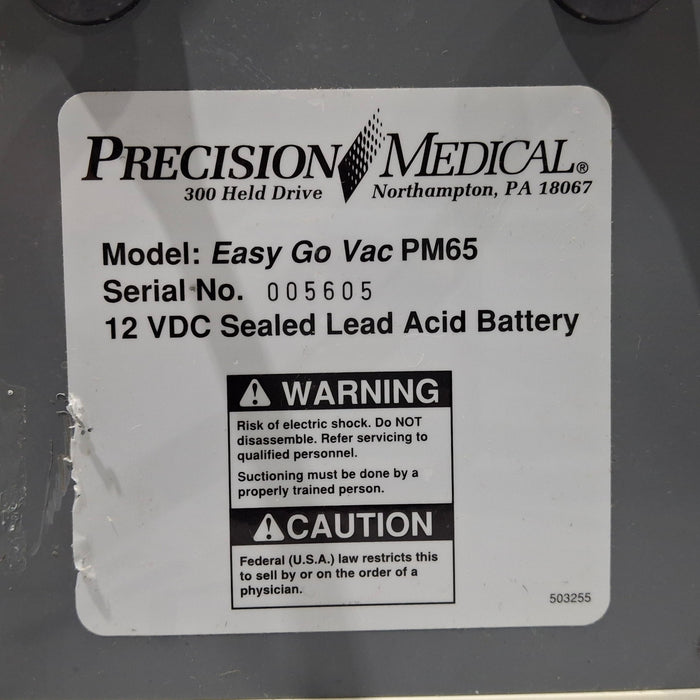 PRECISION MEDICAL®
300 Held Drive Northampton, PA 18067
Model: Easy Go Vac PM65
Serial No. 005605
12 VDC Sealed Lead Acid Battery
WARNING
Risk of electric shock. Do NOT
disassemble. Refer servicing to
qualified personnel.
Suctioning must be done by a
properly trained person.
CAUTION
Federal (U.S.A.) law restricts this
to sell by or on the order of a
physician.
503255